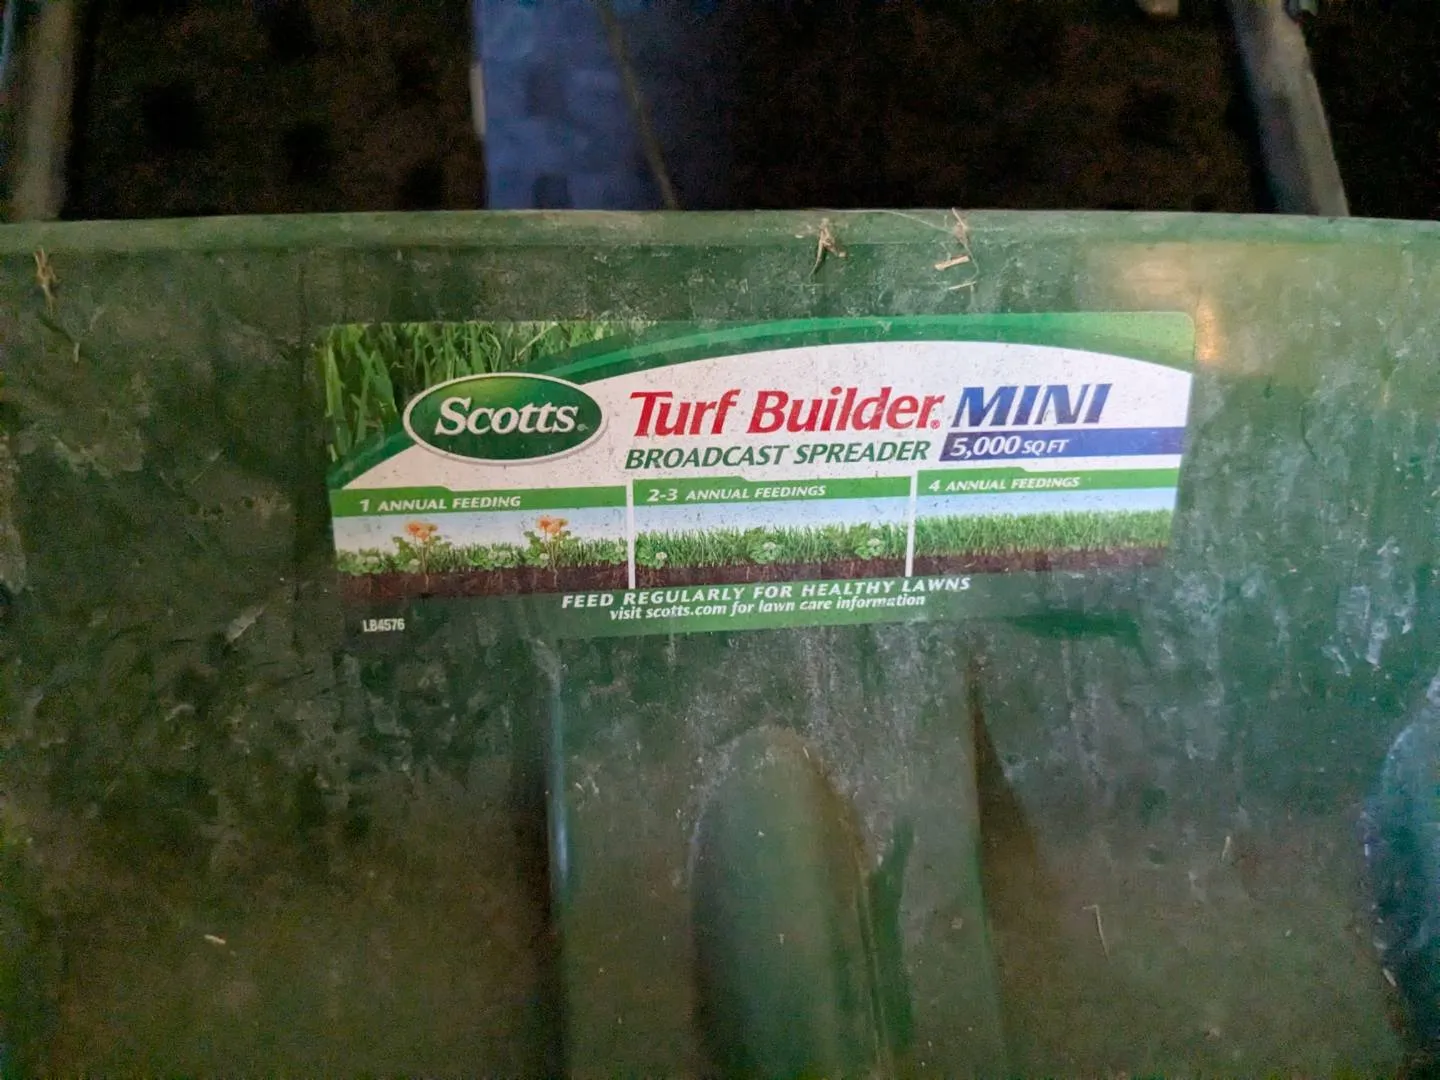 Scotts® Turf Builder® MINI
BROADCAST SPREADER 5,000 SQ FT
1 ANNUAL FEEDING
2-3 ANNUAL FEEDINGS
4 ANNUAL FEEDINGS
FEED REGULARLY FOR HEALTHY LAWNS
visit scotts.com for lawn care information
LB4576